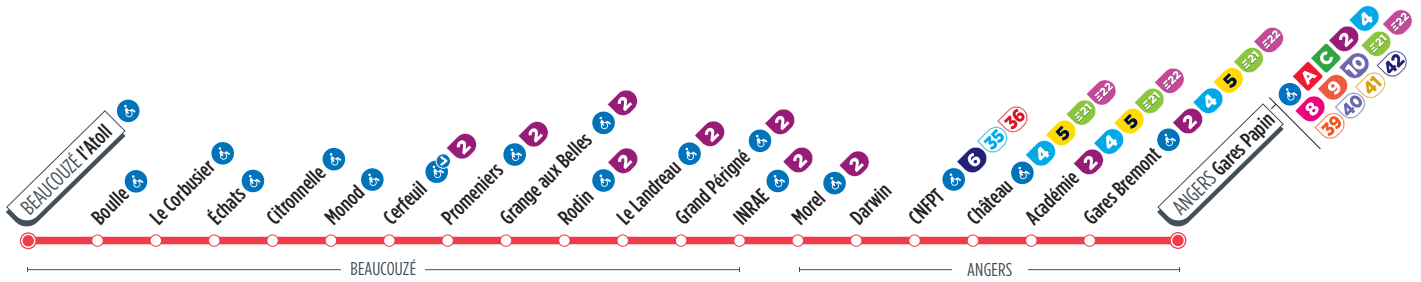 BEAUCOUZÉ l'Atoll
Boulle
Le Corbusier
Échats
Citronnelle
Monod
Cerfeuil 2
Promeniers 2
Grange aux Belles 2
Rodin 2
Le Landreau 2
Grand Périgné 2
INRAE 2
Morel 2
Darwin
CNFPT 6 35 36
Château 4 5 21 22
Académie 2 4 5 21 22
Gares Bremont 2 4 5 21 22
ANGERS Gares Papin
A C 2 4
8 9 10 21 22
39 40 41 42
BEAUCOUZÉ
ANGERS